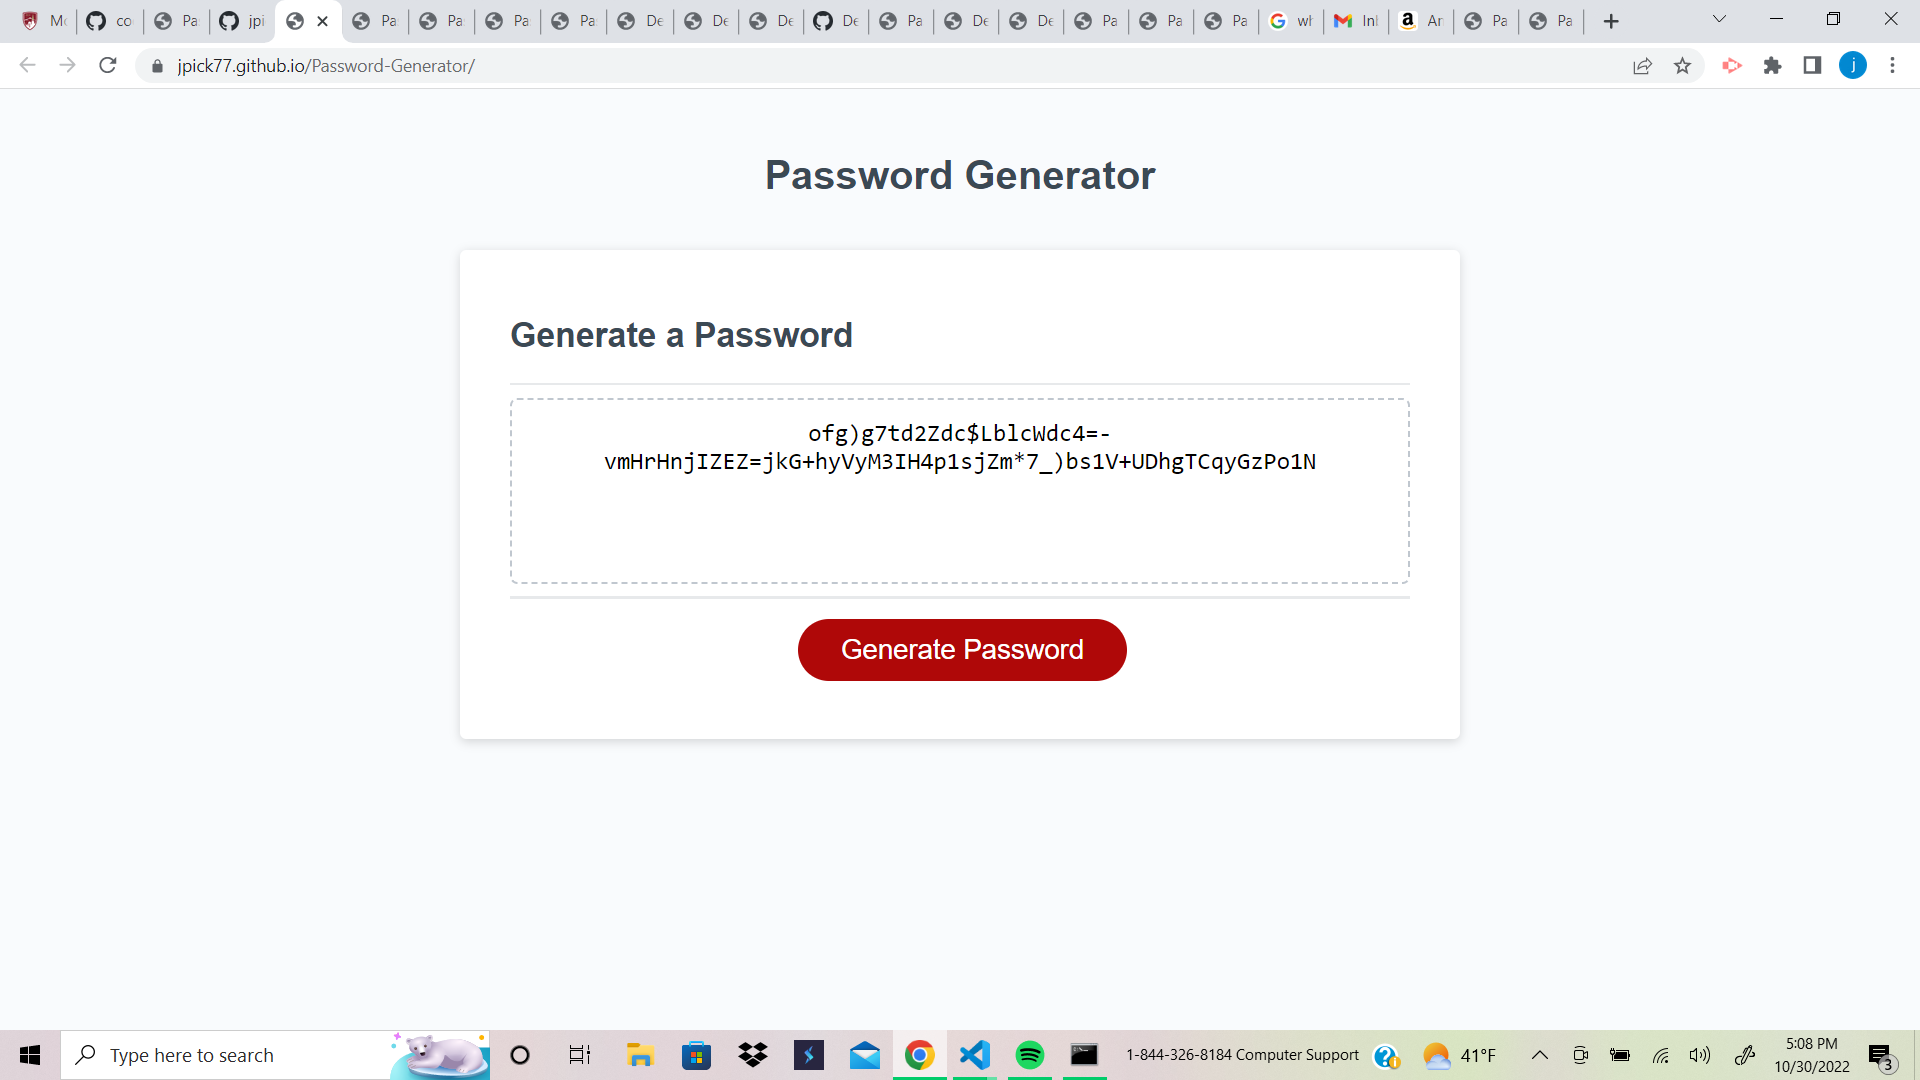 Mo
co
Pa
jpi
Pa
Pa
Pa
Pa
De
De
De
De
Pa
De
De
Pa
Pa
Pa
wh
Inb
Am
Pa
Pa
jpick77.github.io/Password-Generator/
j
Password Generator
Generate a Password
ofg)g7td2Zdc$LblcWdc4=-
vmHrHnjIZEZ=jkG+hyVyM3IH4p1sjZm*7_)bs1V+UDhgTCqyGzPo1N
Generate Password
Type here to search
1-844-326-8184 Computer Support
41°F
5:08 PM
10/30/2022
3